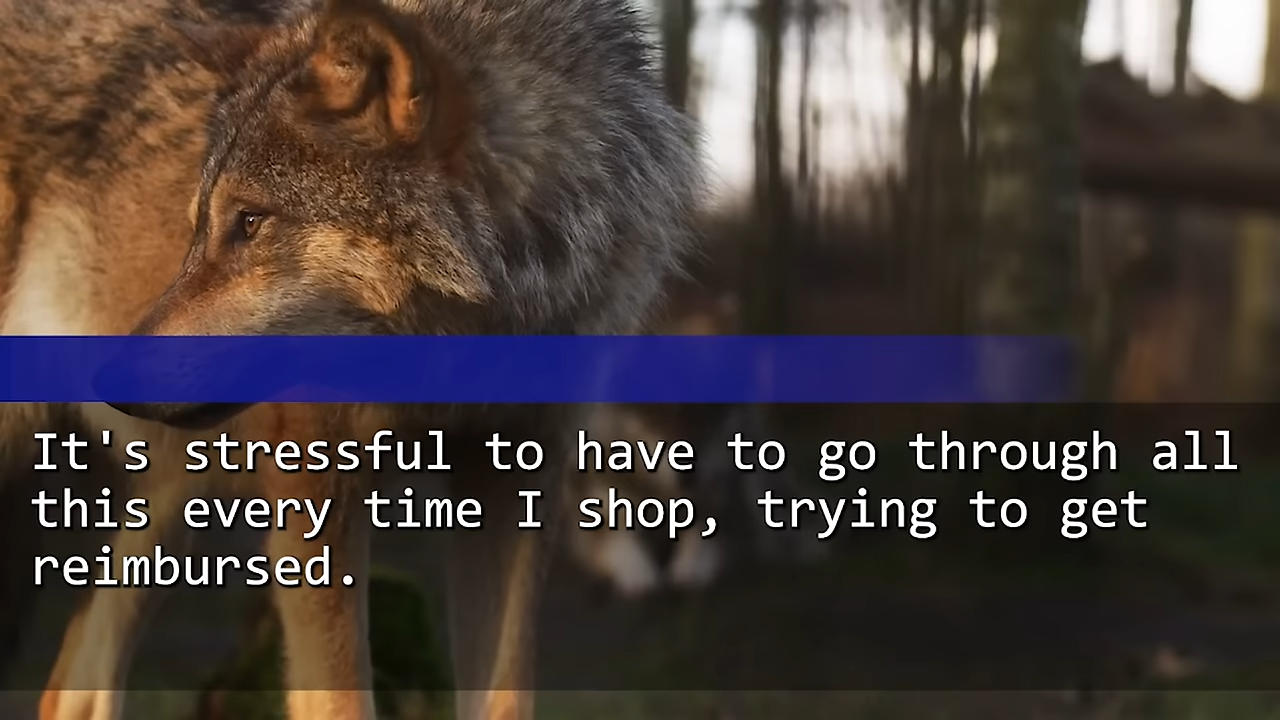 It's stressful to have to go through all
this every time I shop, trying to get
reimbursed.